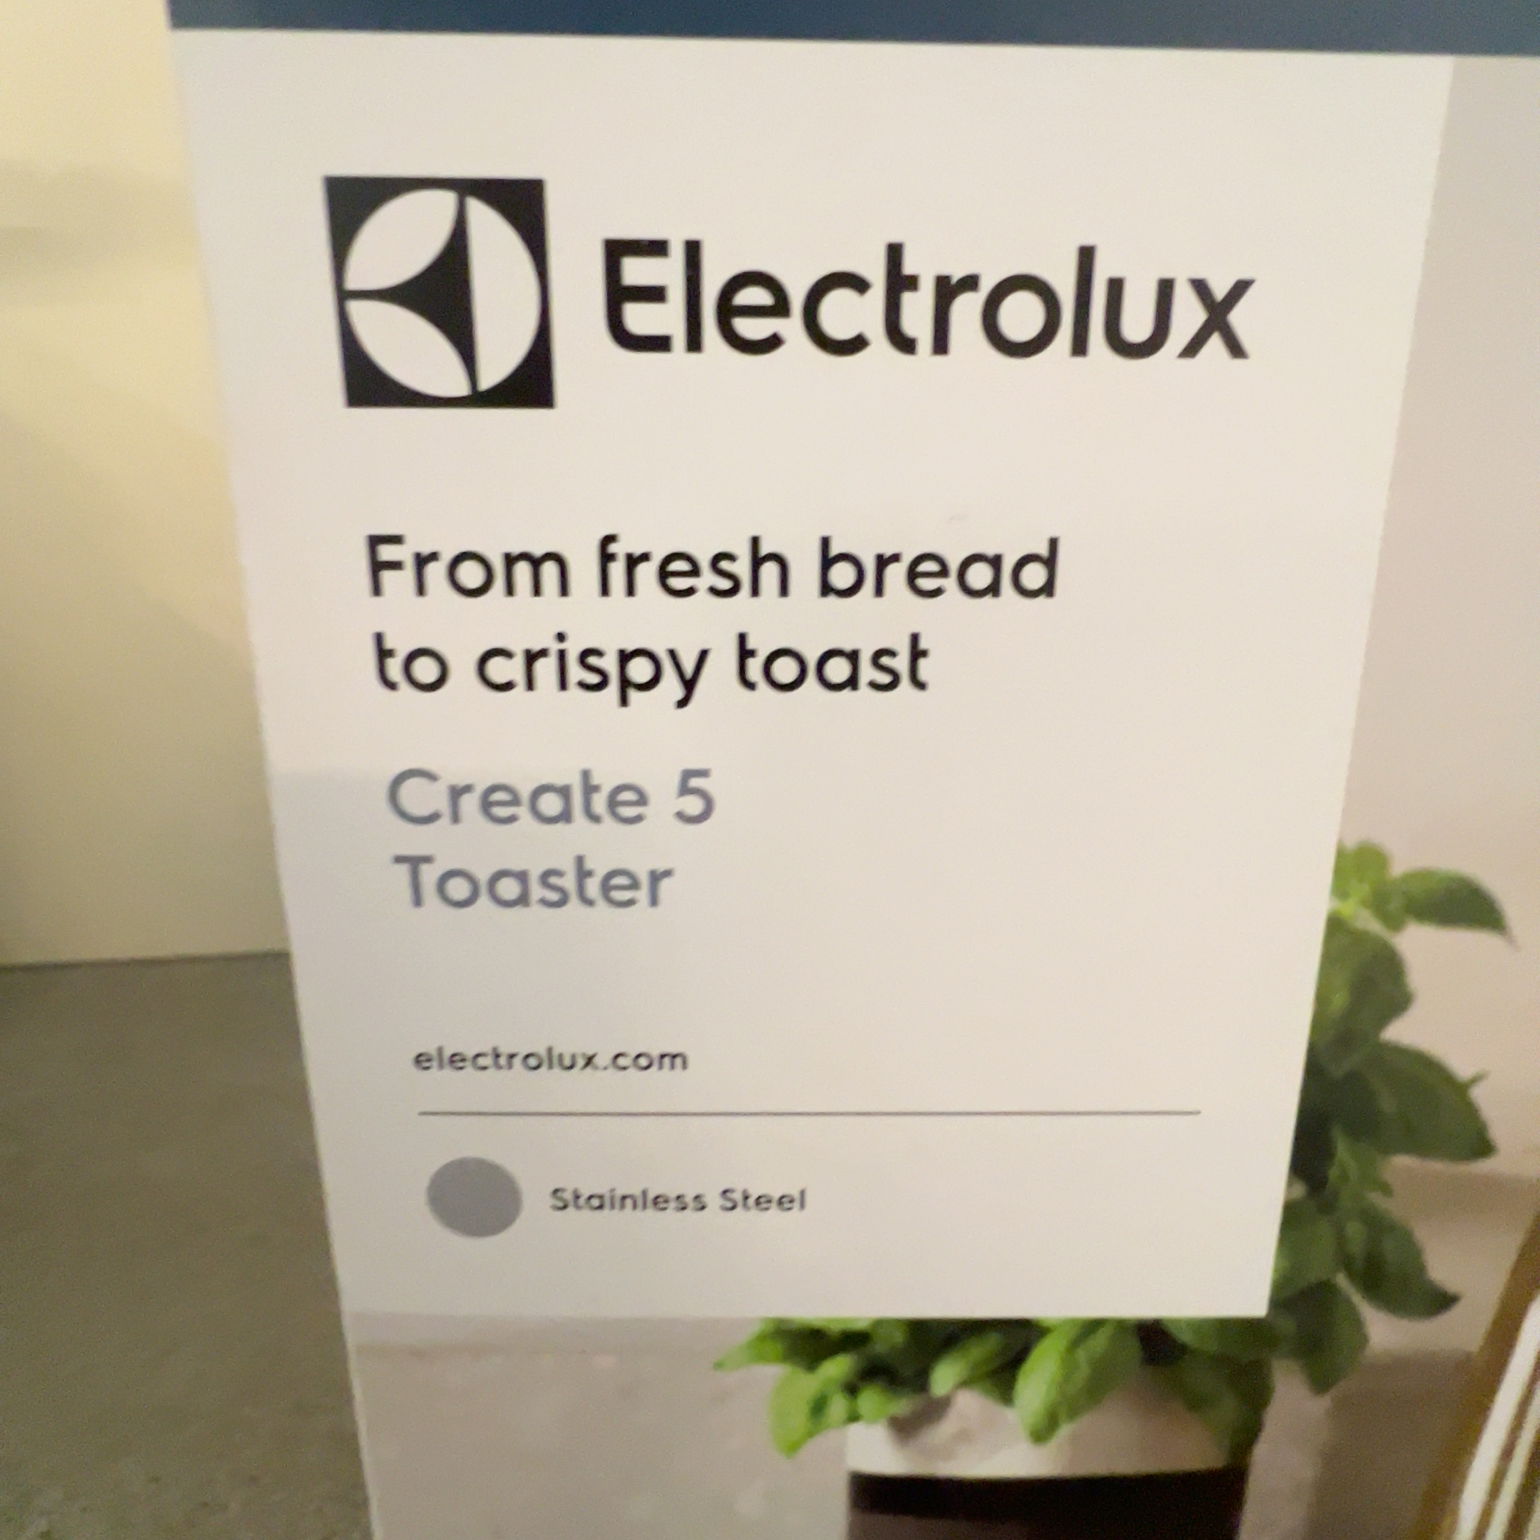 Electrolux
From fresh bread
to crispy toast
Create 5
Toaster
electrolux.com
Stainless Steel